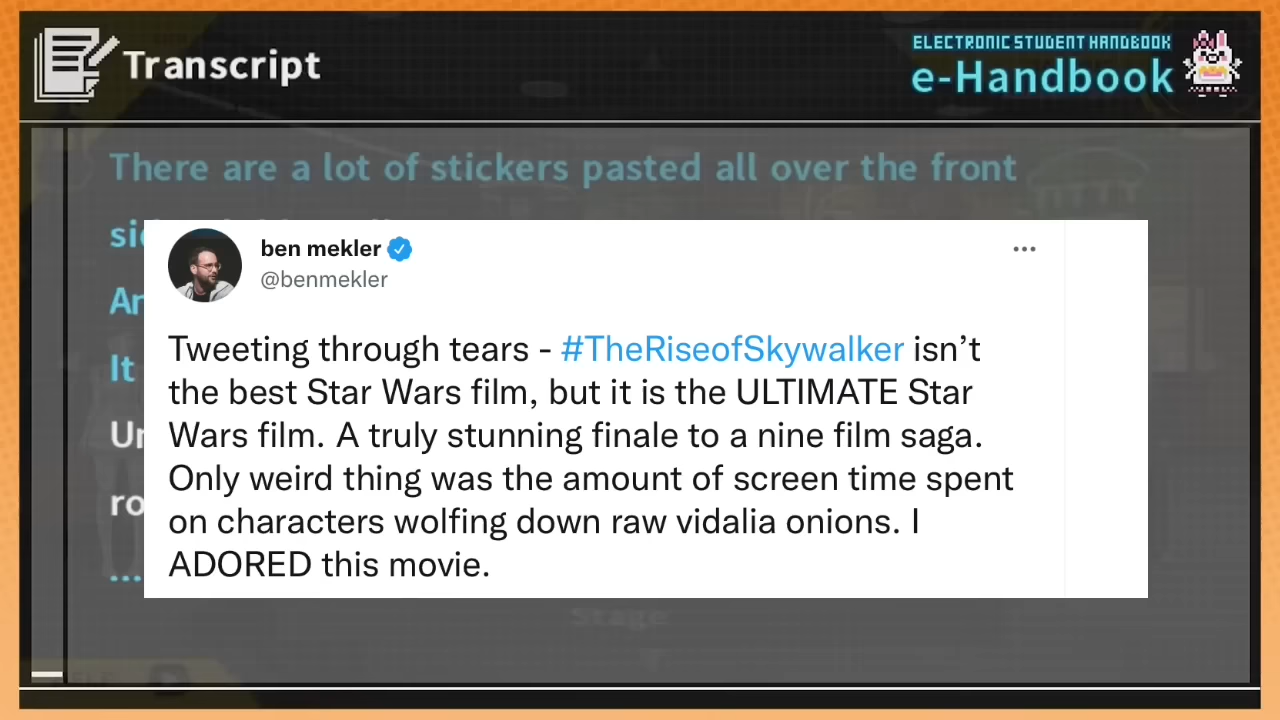 Transcript
ELECTRONIC STUDENT HANDBOOK
e-Handbook
There are a lot of stickers pasted all over the front
ben mekler
@benmekler
Tweeting through tears - #TheRiseofSkywalker isn’t
the best Star Wars film, but it is the ULTIMATE Star
Wars film. A truly stunning finale to a nine film saga.
Only weird thing was the amount of screen time spent
on characters wolfing down raw vidalia onions. I
ADORED this movie.
It
Stage